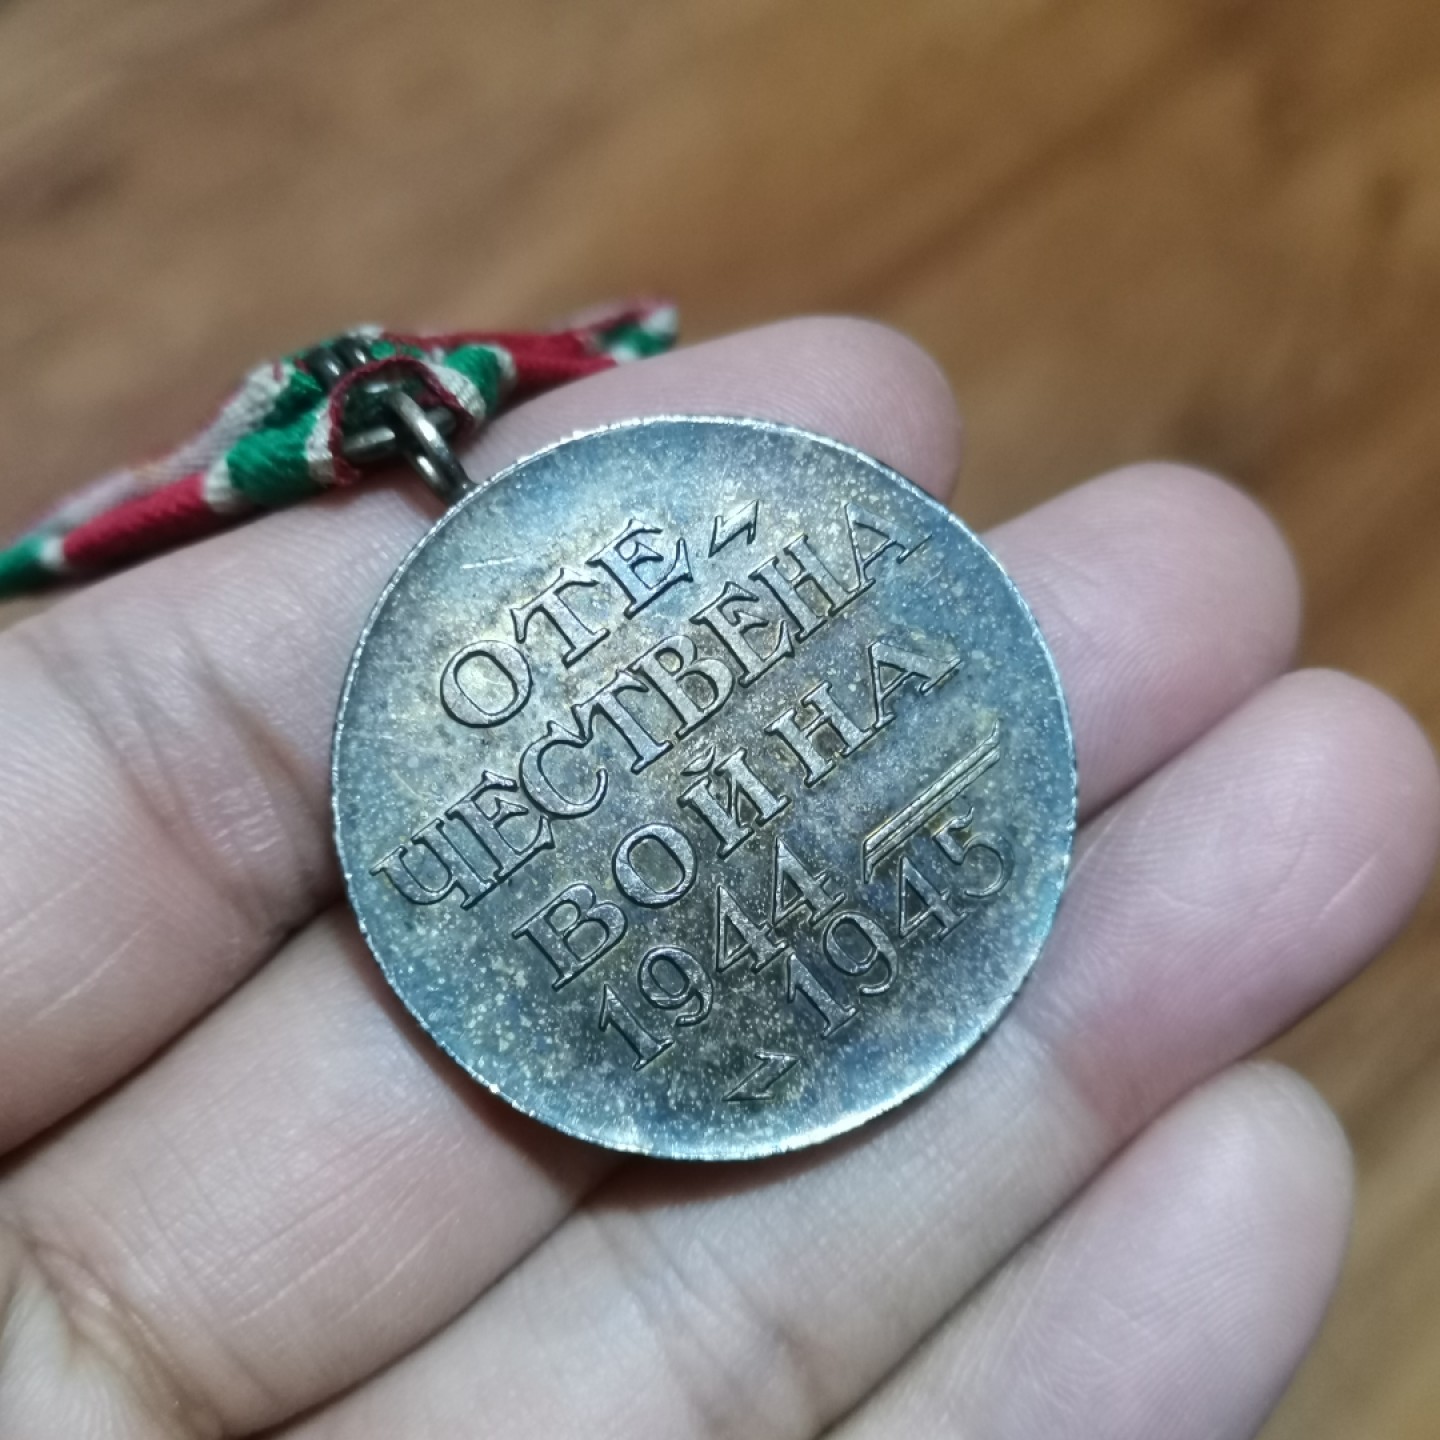 ОТЕ-
ЧЕСТВЕНА
ВОЙНА
1944-
1945